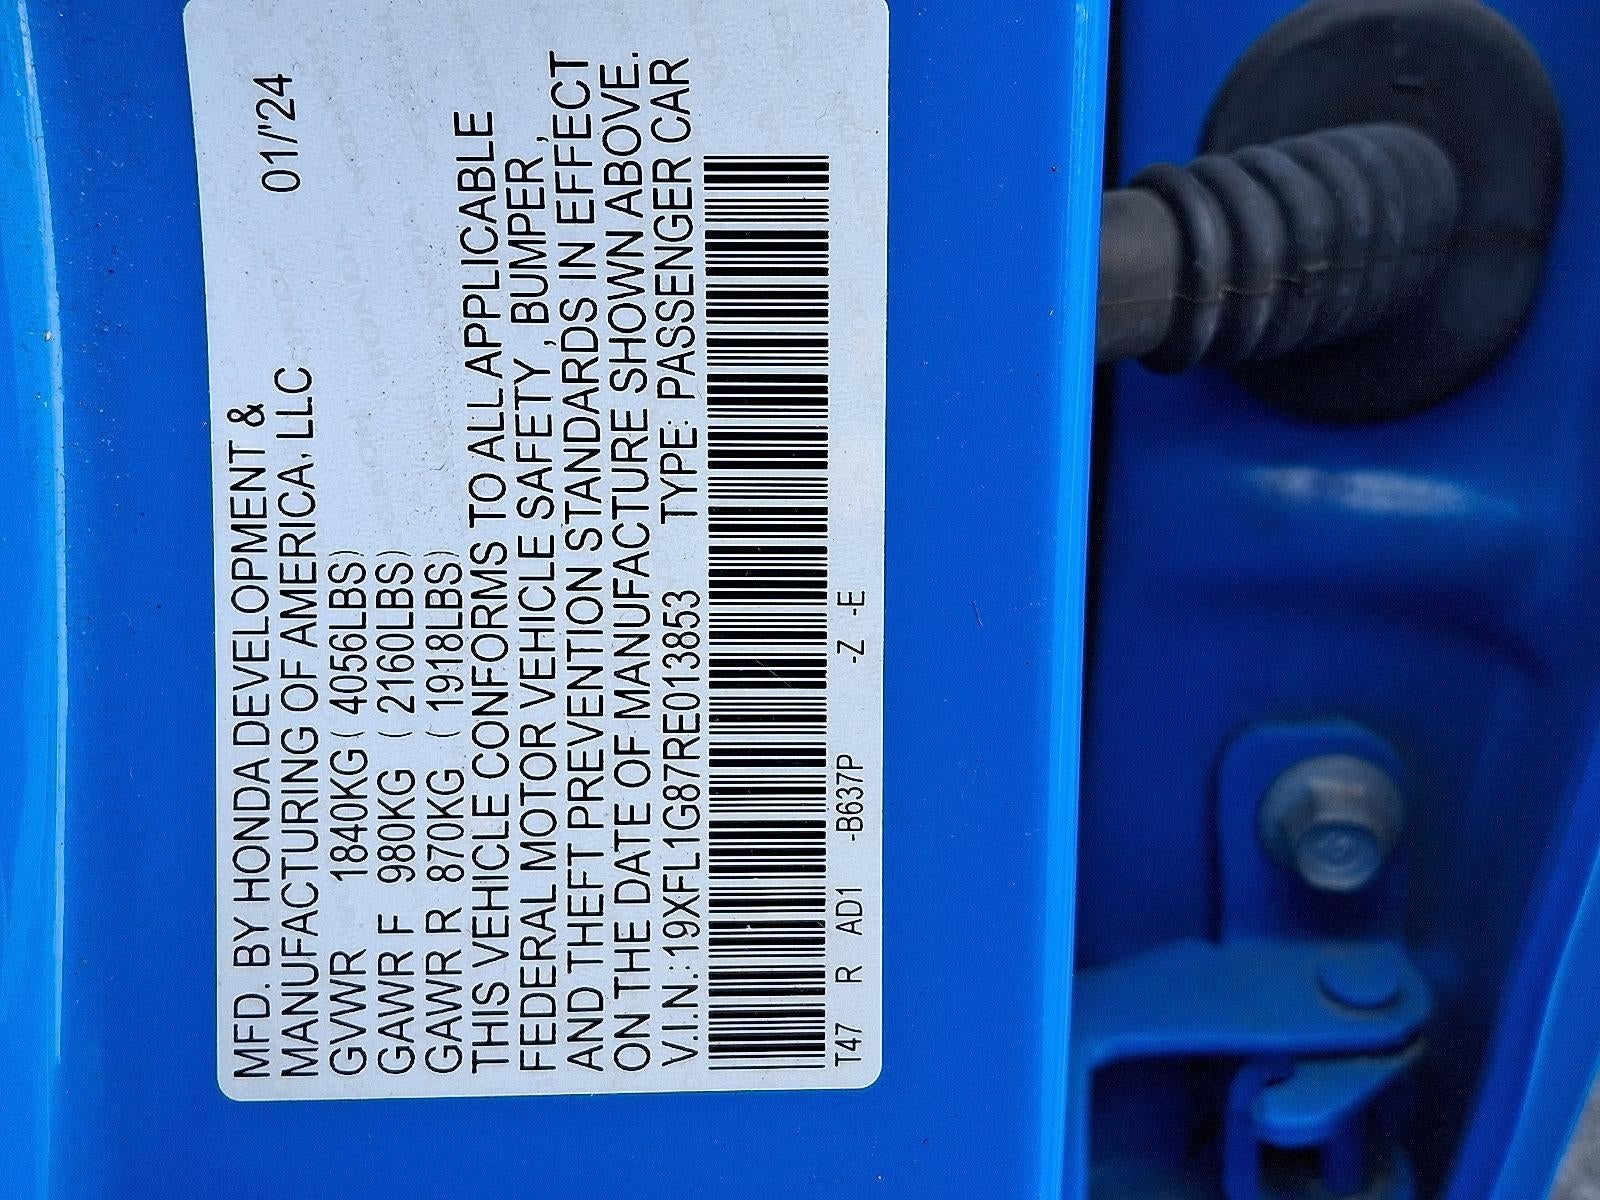 MFD. BY HONDA DEVELOPMENT &
MANUFACTURING OF AMERICA, LLC 01/'24
GVWR 1840KG ( 4056LBS)
GAWR F 980KG ( 2160LBS)
GAWR R 870KG ( 1918LBS)
THIS VEHICLE CONFORMS TO ALL APPLICABLE
FEDERAL MOTOR VEHICLE SAFETY , BUMPER ,
AND THEFT PREVENTION STANDARDS IN EFFECT
ON THE DATE OF MANUFACTURE SHOWN ABOVE.
V.I.N.: 19XFL1G87RE013853 TYPE: PASSENGER CAR
T47 R AD1 -B637P -Z -E